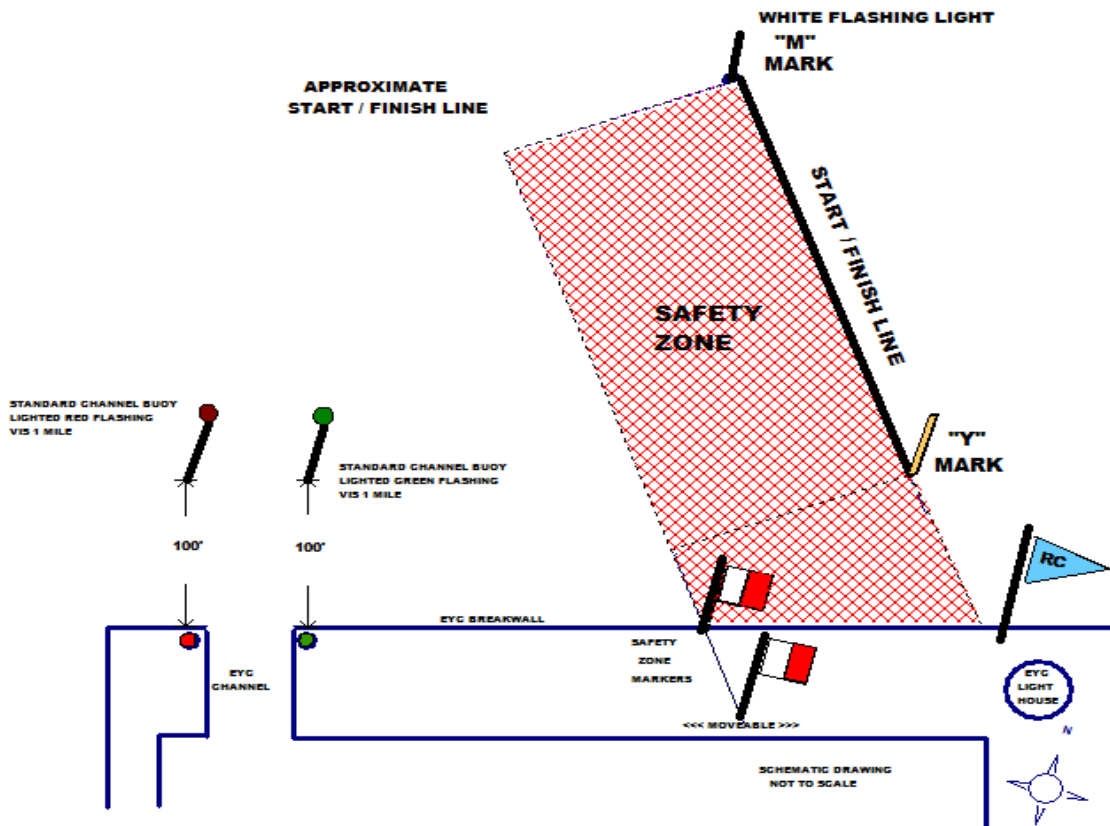 WHITE FLASHING LIGHT
"M"
MARK
APPROXIMATE
START / FINISH LINE
START / FINISH LINE
SAFETY
ZONE
STANDARD CHANNEL BUOY
LIGHTED RED FLASHING
VIS 1 MILE
"Y"
MARK
STANDARD CHANNEL BUOY
LIGHTED GREEN FLASHING
VIS 1 MILE
100'
100'
RC
EYC BREAKWALL
SAFETY
ZONE
MARKERS
EYC
CHANNEL
EYC
LIGHT
HOUSE
<<< MOVEABLE >>>
N
SCHEMATIC DRAWING
NOT TO SCALE